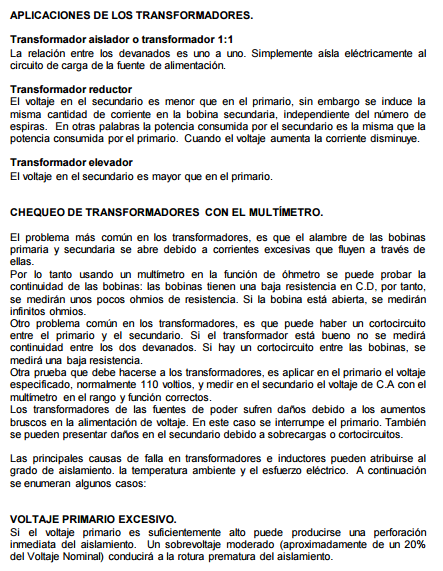 APLICACIONES DE LOS TRANSFORMADORES.
Transformador aislador o transformador 1:1
La relación entre los devanados es uno a uno. Simplemente aísla eléctricamente al
circuito de carga de la fuente de alimentación.
Transformador reductor
El voltaje en el secundario es menor que en el primario, sin embargo se induce la
misma cantidad de corriente en la bobina secundaria, independiente del número de
espiras. En otras palabras la potencia consumida por el secundario es la misma que la
potencia consumida por el primario. Cuando el voltaje aumenta la corriente disminuye.
Transformador elevador
El voltaje en el secundario es mayor que en el primario.
CHEQUEO DE TRANSFORMADORES CON EL MULTÍMETRO.
El problema más común en los transformadores, es que el alambre de las bobinas
primaria y secundaria se abre debido a corrientes excesivas que fluyen a través de
ellas.
Por lo tanto usando un multímetro en la función de óhmetro se puede probar la
continuidad de las bobinas: las bobinas tienen una baja resistencia en C.D, por tanto,
se medirán unos pocos ohmios de resistencia. Si la bobina está abierta, se medirán
infinitos ohmios.
Otro problema común en los transformadores, es que puede haber un cortocircuito
entre el primario y el secundario. Si el transformador está bueno no se medirá
continuidad entre los dos devanados. Si hay un cortocircuito entre las bobinas, se
medirá una baja resistencia.
Otra prueba que debe hacerse a los transformadores, es aplicar en el primario el voltaje
especificado, normalmente 110 voltios, y medir en el secundario el voltaje de C.A con el
multímetro en el rango y función correctos.
Los transformadores de las fuentes de poder sufren daños debido a los aumentos
bruscos en la alimentación de voltaje. En este caso se interrumpe el primario. También
se pueden presentar daños en el secundario debido a sobrecargas o cortocircuitos.
Las principales causas de falla en transformadores e inductores pueden atribuirse al
grado de aislamiento. la temperatura ambiente y el esfuerzo eléctrico. A continuación
se enumeran algunos casos:
VOLTAJE PRIMARIO EXCESIVO.
Si el voltaje primario es suficientemente alto puede producirse una perforación
inmediata del aislamiento. Un sobrevoltaje moderado (aproximadamente de un 20%
del Voltaje Nominal) conducirá a la rotura prematura del aislamiento.